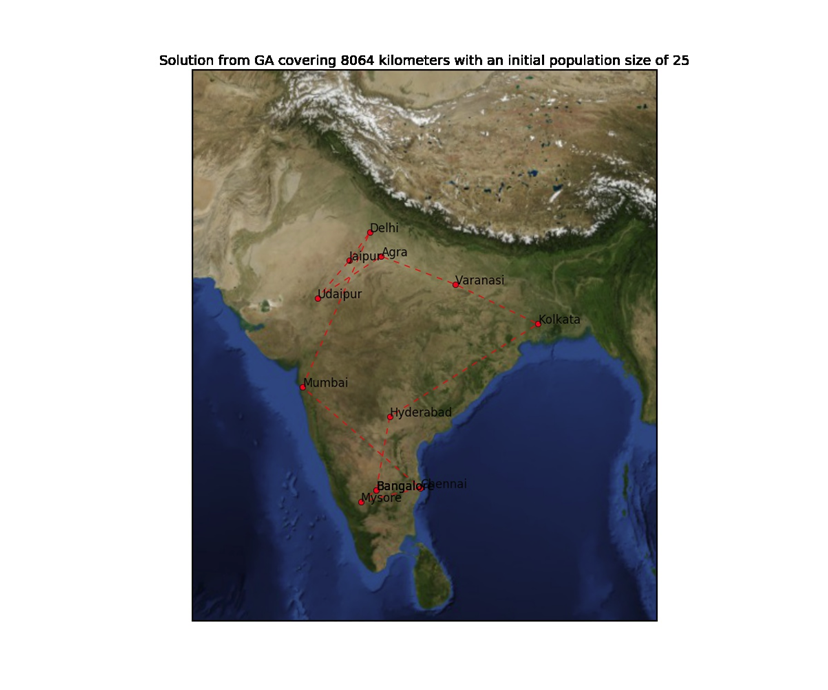 Solution from GA covering 8064 kilometers with an initial population size of 25
Delhi
Jaipur
Agra
Varanasi
Udaipur
Kolkata
Mumbai
Hyderabad
Bangalore
Chennai
Mysore